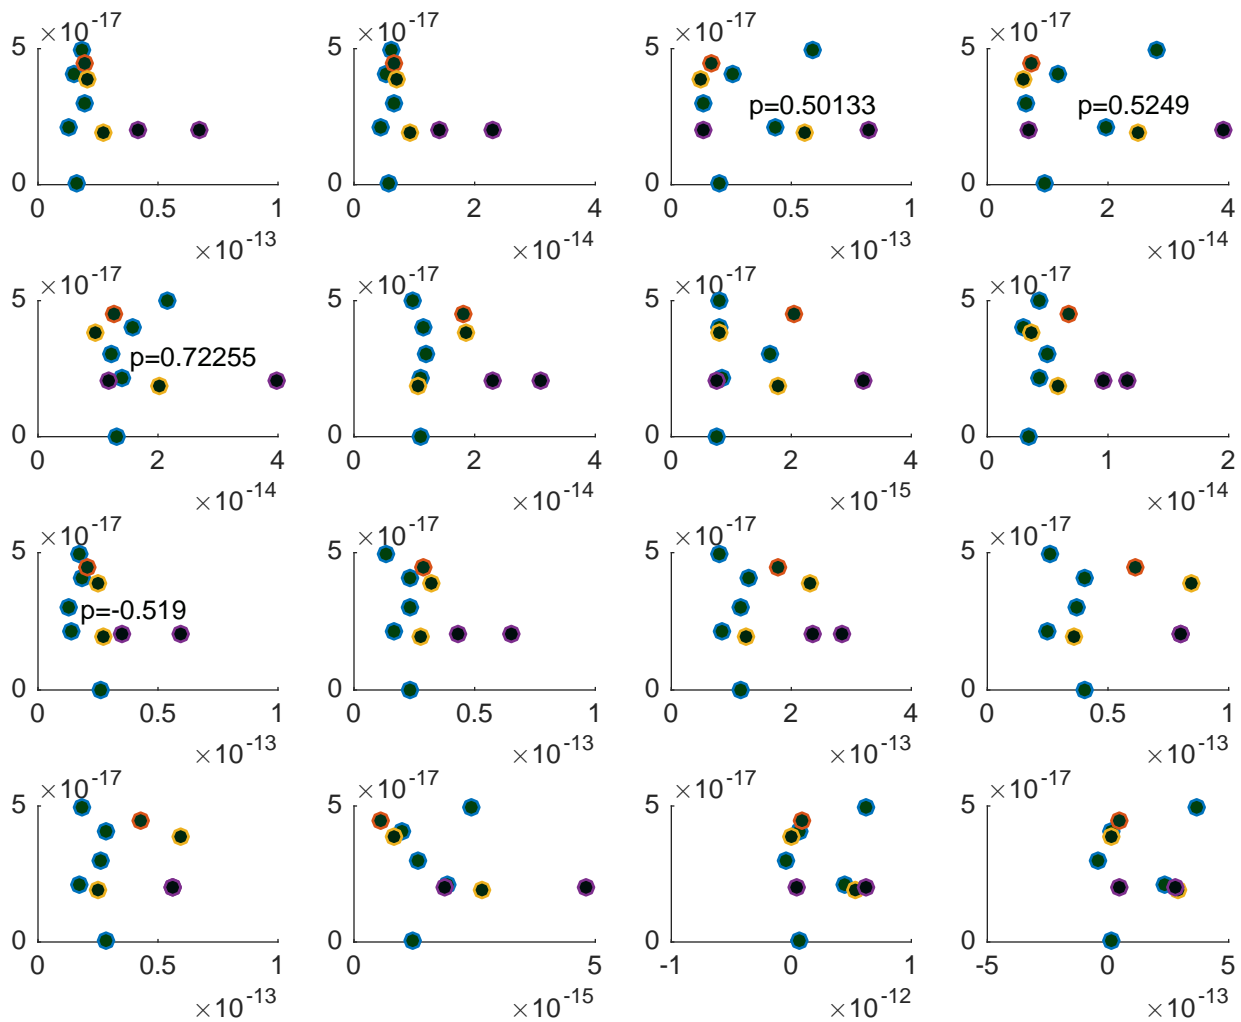 ×10^-17 ×10^-17 ×10^-17 ×10^-17
5 5 5 5
p=0.50133 p=0.5249
0 0 0 0
0 0.5 1 0 2 4 0 0.5 1 0 2 4
×10^-13 ×10^-14 ×10^-13 ×10^-14
×10^-17 ×10^-17 ×10^-17 ×10^-17
5 5 5 5
p=0.72255
0 0 0 0
0 2 4 0 2 4 0 2 4 0 1 2
×10^-14 ×10^-14 ×10^-15 ×10^-14
×10^-17 ×10^-17 ×10^-17 ×10^-17
5 5 5 5
p=-0.519
0 0 0 0
0 0.5 1 0 0.5 1 0 2 4 0 0.5 1
×10^-13 ×10^-13 ×10^-13 ×10^-13
×10^-17 ×10^-17 ×10^-17 ×10^-17
5 5 5 5
0 0 0 0
0 0.5 1 0 5 -1 0 1 -5 0 5
×10^-13 ×10^-15 ×10^-12 ×10^-13